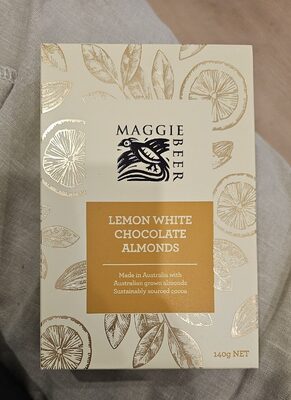 MAGGIE
BEER
LEMON WHITE
CHOCOLATE
ALMONDS
Made in Australia with
Australian grown almonds
Sustainably sourced cocoa
140g NET